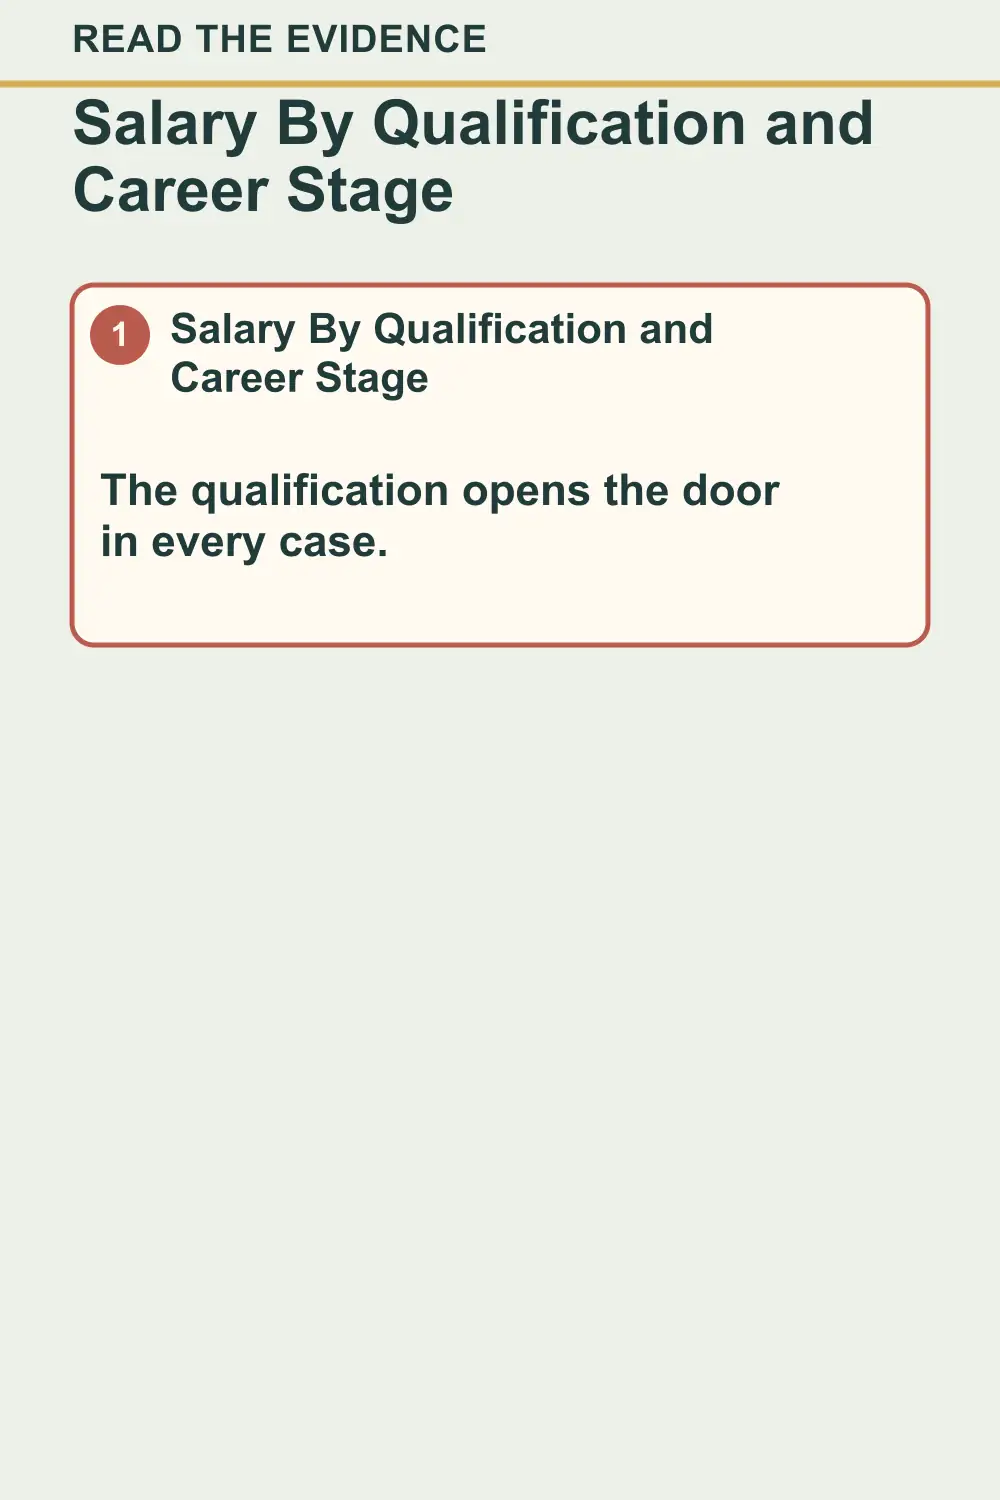 READ THE EVIDENCE
Salary By Qualification and
Career Stage
1
Salary By Qualification and
Career Stage
The qualification opens the door
in every case.